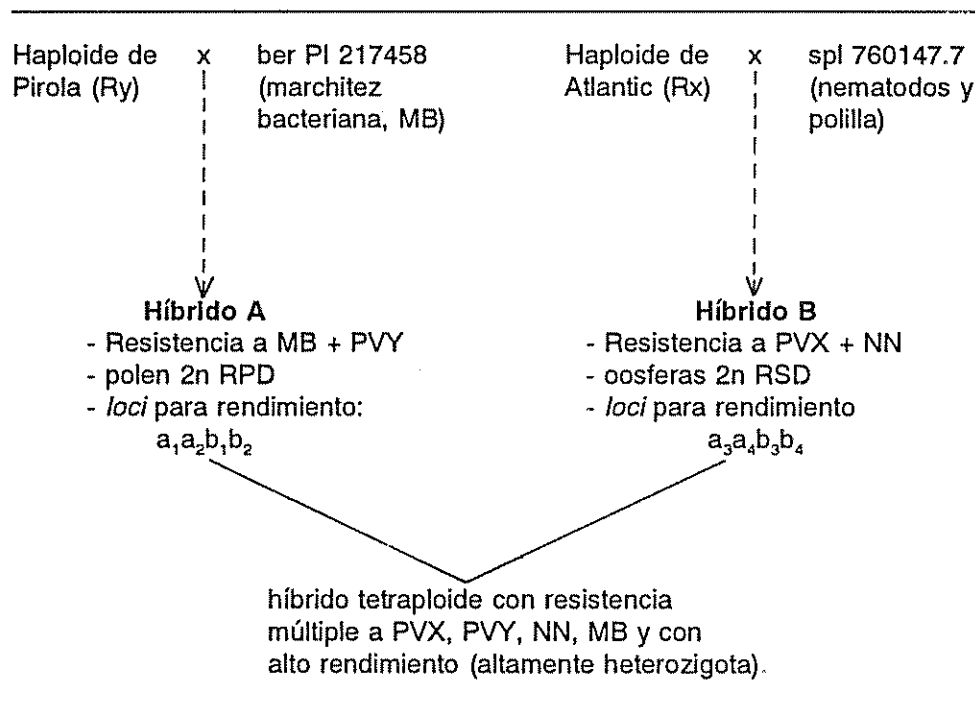 Haploide de x ber PI 217458
Pirola (Ry) (marchitez
bacteriana, MB)
Haploide de x spl 760147.7
Atlantic (Rx) (nematodos y
polilla)
Híbrido A
- Resistencia a MB + PVY
- polen 2n RPD
- loci para rendimiento:
a₁a₂b₁b₂
Híbrido B
- Resistencia a PVX + NN
- oosferas 2n RSD
- loci para rendimiento
a₃a₄b₃b₄
híbrido tetraploide con resistencia
múltiple a PVX, PVY, NN, MB y con
alto rendimiento (altamente heterozigota).